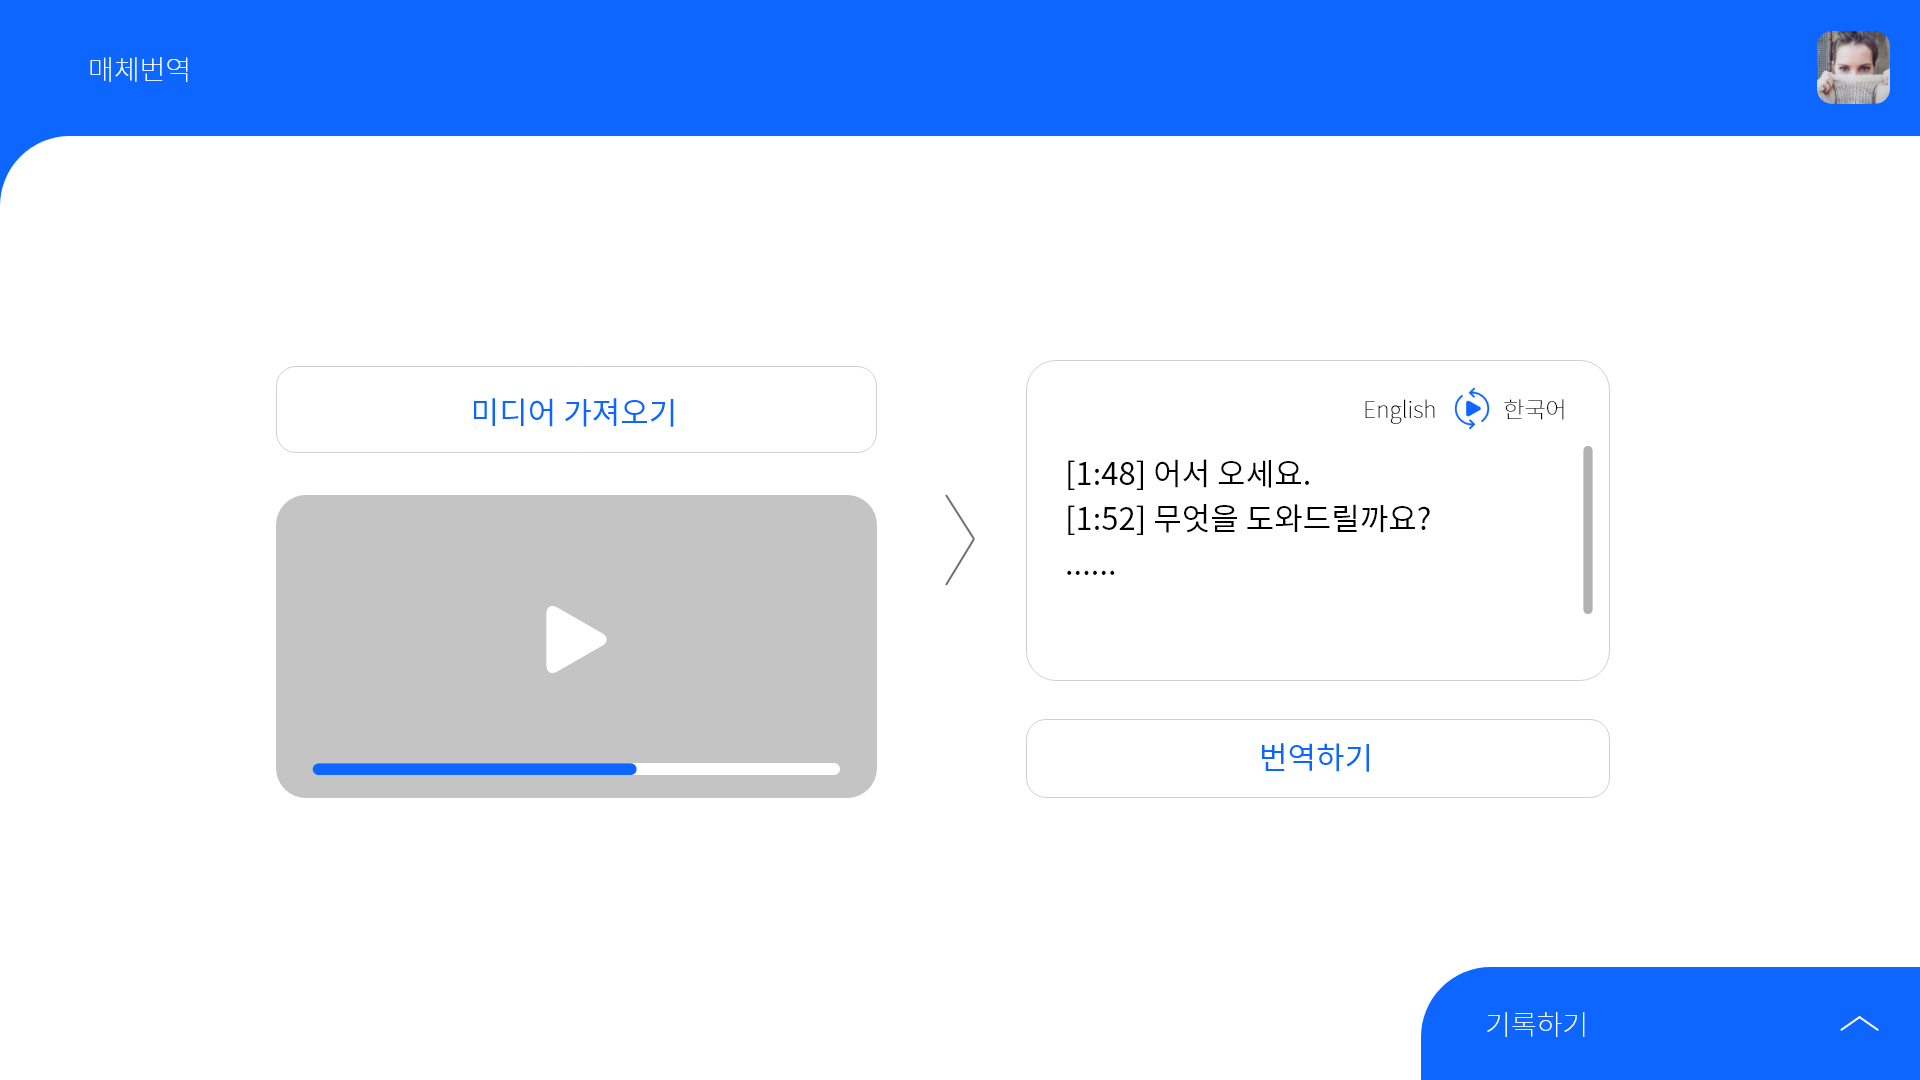 매체번역
미디어 가져오기
English 한국어
[1:48] 어서 오세요.
[1:52] 무엇을 도와드릴까요?
......
번역하기
기록하기